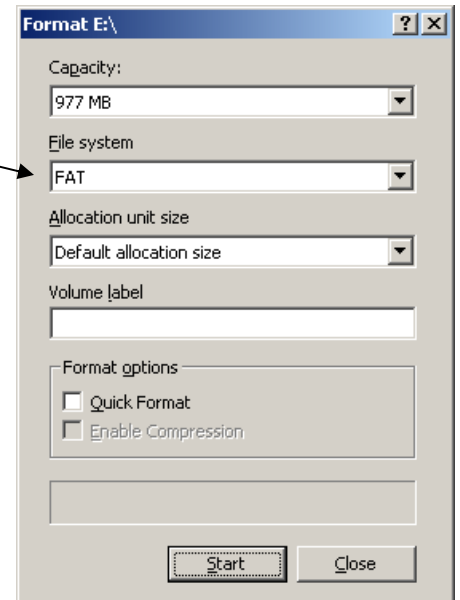 Format E:\
Capacity:
977 MB
File system
FAT
Allocation unit size
Default allocation size
Volume label
Format options
Quick Format
Enable Compression
Start
Close